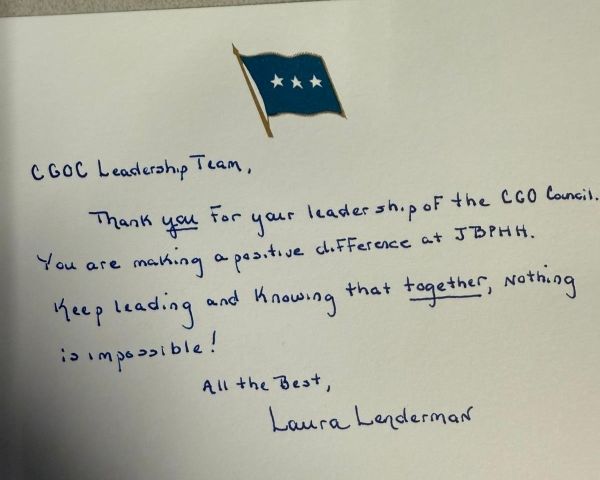 CGOC Leadership Team,
Thank you for your leadership of the CGO Council.
You are making a positive difference at JBPHH.
Keep leading and Knowing that together, Nothing
is impossible!
All the Best,
Laura Lenderman